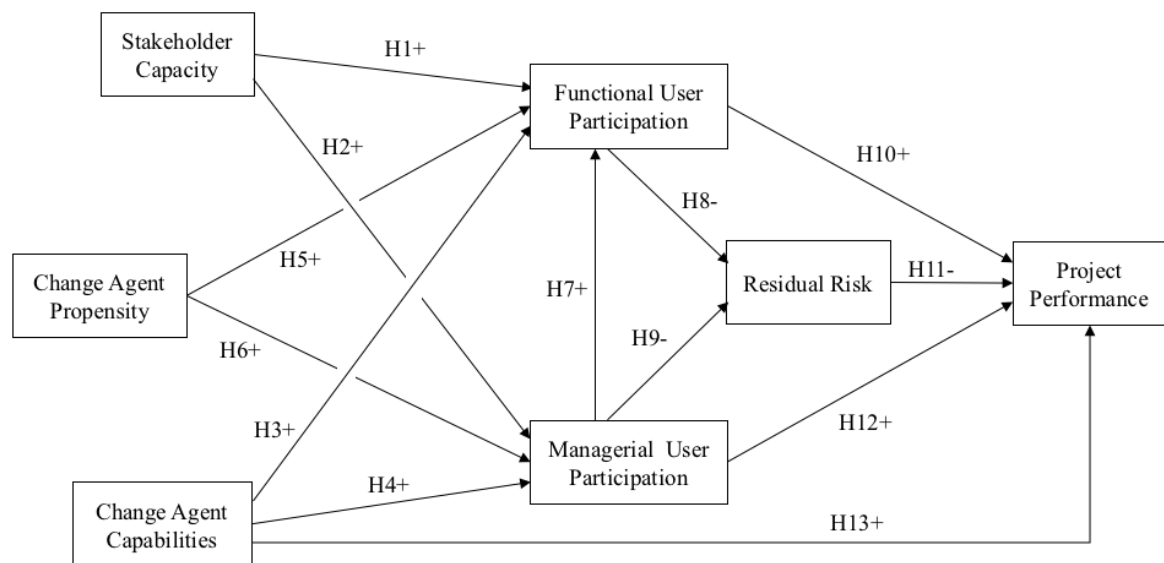 Stakeholder
Capacity
H1+
Functional User
Participation
H2+
H10+
H8-
Change Agent
Propensity
H5+
H7+
Residual Risk
H11-
Project
Performance
H6+
H9-
H3+
Managerial User
Participation
H12+
H4+
Change Agent
Capabilities
H13+